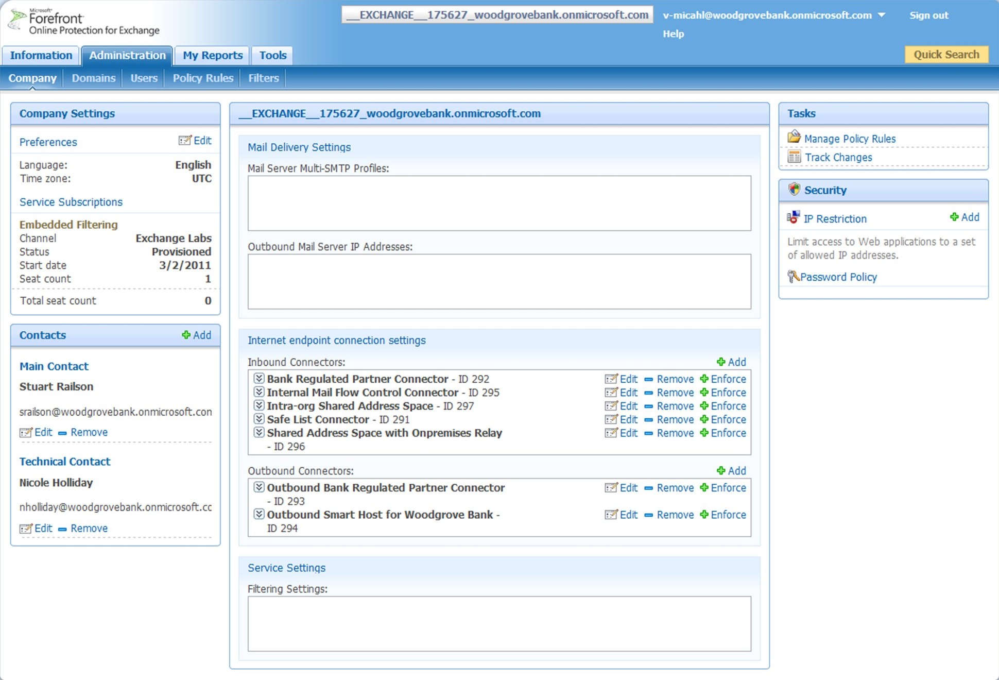 Microsoft®
Forefront™
Online Protection for Exchange
__EXCHANGE__175627_woodgrovebank.onmicrosoft.com
v-micahl@woodgrovebank.onmicrosoft.com
Sign out
Help
Information
Administration
My Reports
Tools
Quick Search
Company
Domains
Users
Policy Rules
Filters
Company Settings
Preferences Edit
Language: English
Time zone: UTC
Service Subscriptions
Embedded Filtering
Channel Exchange Labs
Status Provisioned
Start date 3/2/2011
Seat count 1
Total seat count 0
Contacts Add
Main Contact
Stuart Railson
srailson@woodgrovebank.onmicrosoft.con
Edit Remove
Technical Contact
Nicole Holliday
nholliday@woodgrovebank.onmicrosoft.cc
Edit Remove
__EXCHANGE__175627_woodgrovebank.onmicrosoft.com
Mail Delivery Settings
Mail Server Multi-SMTP Profiles:
Outbound Mail Server IP Addresses:
Internet endpoint connection settings
Inbound Connectors: Add
Bank Regulated Partner Connector - ID 292 Edit Remove Enforce
Internal Mail Flow Control Connector - ID 295 Edit Remove Enforce
Intra-org Shared Address Space - ID 297 Edit Remove Enforce
Safe List Connector - ID 291 Edit Remove Enforce
Shared Address Space with Onpremises Relay Edit Remove Enforce
- ID 296
Outbound Connectors: Add
Outbound Bank Regulated Partner Connector Edit Remove Enforce
- ID 293
Outbound Smart Host for Woodgrove Bank - Edit Remove Enforce
ID 294
Service Settings
Filtering Settings:
Tasks
Manage Policy Rules
Track Changes
Security
IP Restriction Add
Limit access to Web applications to a set
of allowed IP addresses.
Password Policy